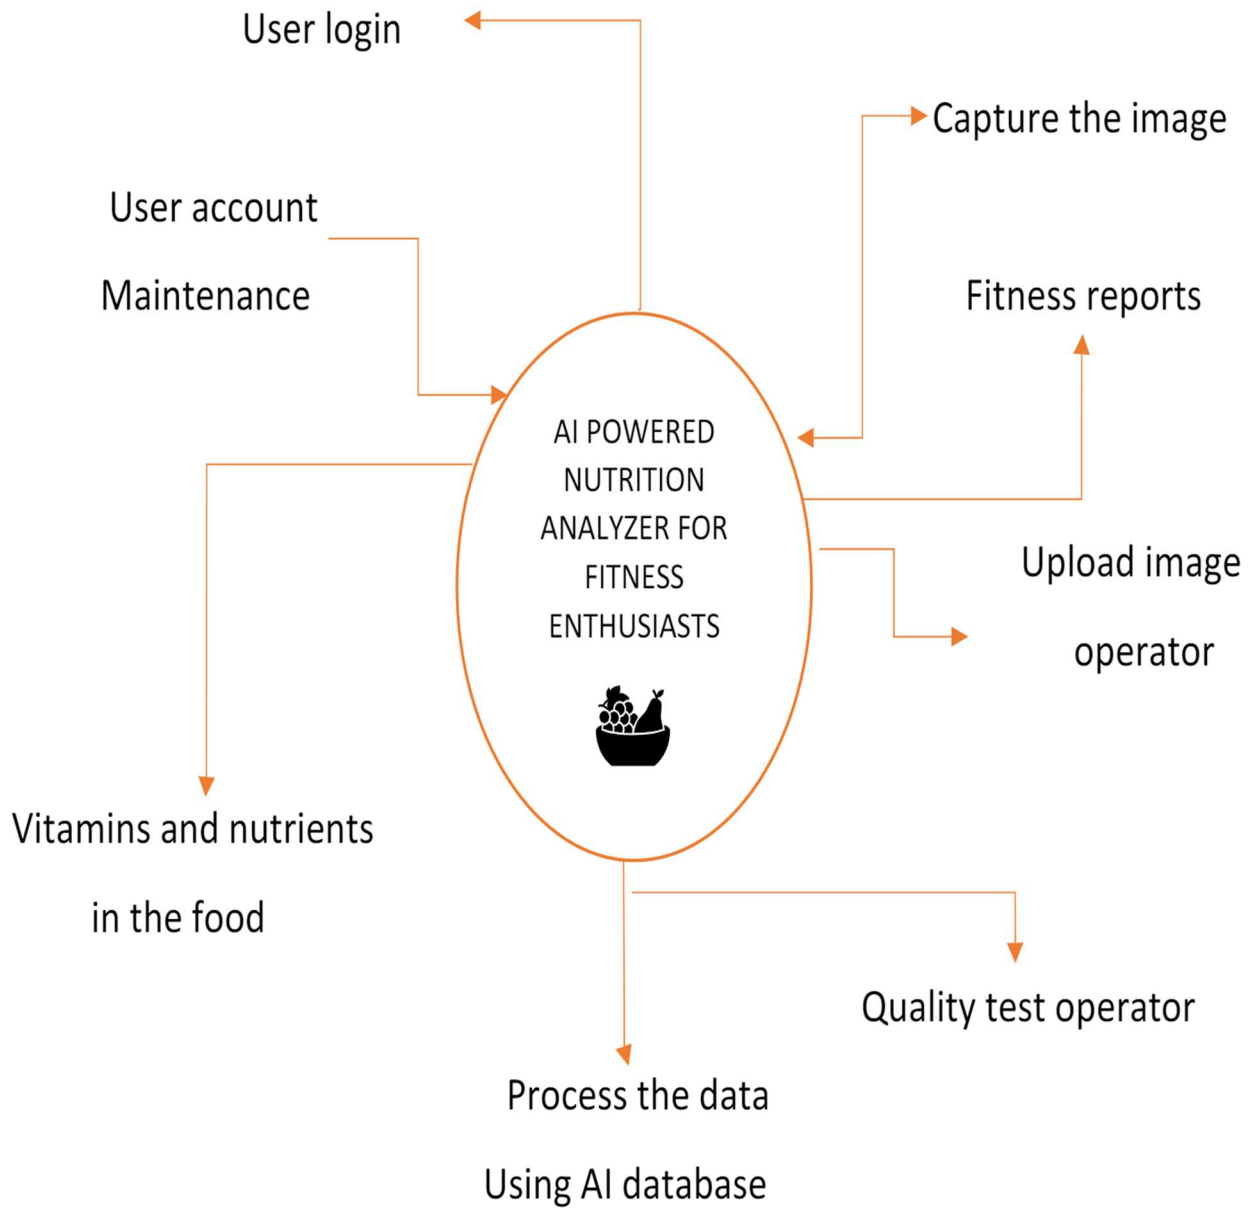 User login
Capture the image
User account
Maintenance
Fitness reports
AI POWERED
NUTRITION
ANALYZER FOR
FITNESS
ENTHUSIASTS
Upload image
operator
Vitamins and nutrients
in the food
Quality test operator
Process the data
Using AI database